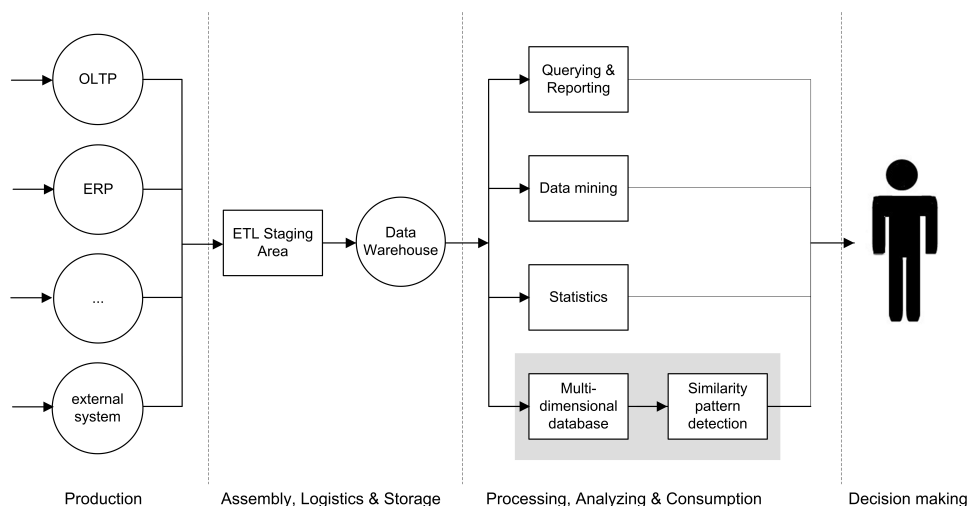 OLTP
ERP
...
external
system
ETL Staging
Area
Data
Warehouse
Querying &
Reporting
Data mining
Statistics
Multi-
dimensional
database
Similarity
pattern
detection
Production
Assembly, Logistics & Storage
Processing, Analyzing & Consumption
Decision making